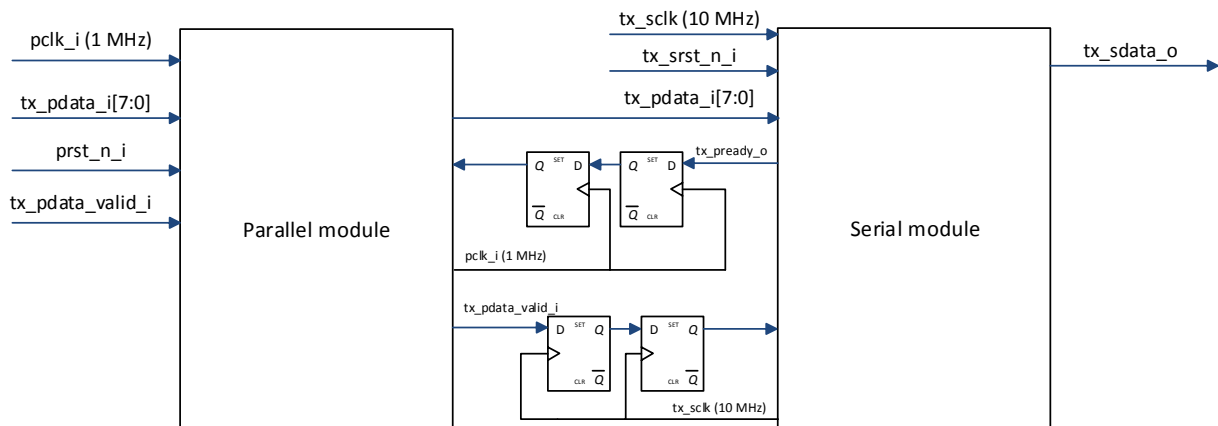 pclk_i (1 MHz)
tx_pdata_i[7:0]
prst_n_i
tx_pdata_valid_i
Parallel module
tx_sclk (10 MHz)
tx_srst_n_i
tx_pdata_i[7:0]
tx_pready_o
Q SET D
Q CLR
Q SET D
Q CLR
pclk_i (1 MHz)
tx_pdata_valid_i
D SET Q
CLR Q
D SET Q
CLR Q
tx_sclk (10 MHz)
Serial module
tx_sdata_o